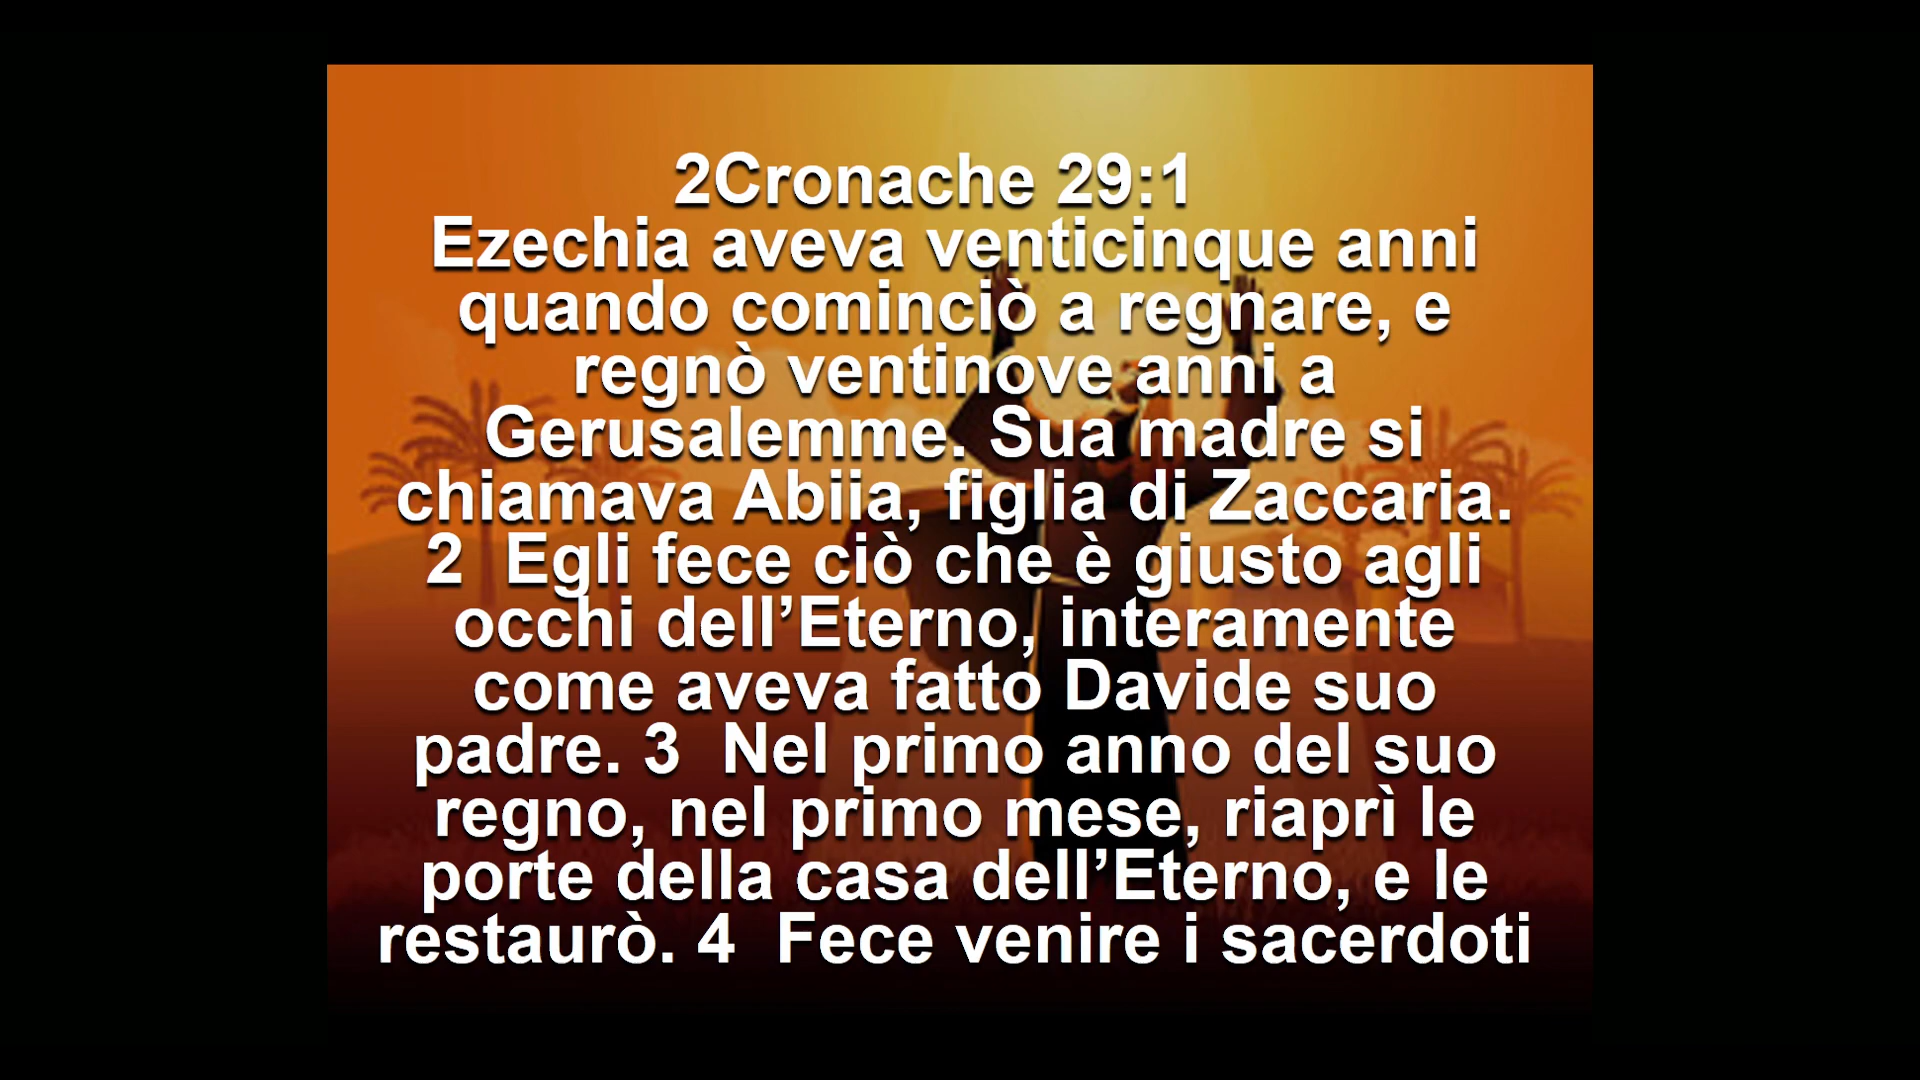 2Cronache 29:1
Ezechia aveva venticinque anni
quando cominciò a regnare, e
regnò ventinove anni a
Gerusalemme. Sua madre si
chiamava Abiia, figlia di Zaccaria.
2  Egli fece ciò che è giusto agli
occhi dell’Eterno, interamente
come aveva fatto Davide suo
padre. 3  Nel primo anno del suo
regno, nel primo mese, riaprì le
porte della casa dell’Eterno, e le
restaurò. 4  Fece venire i sacerdoti